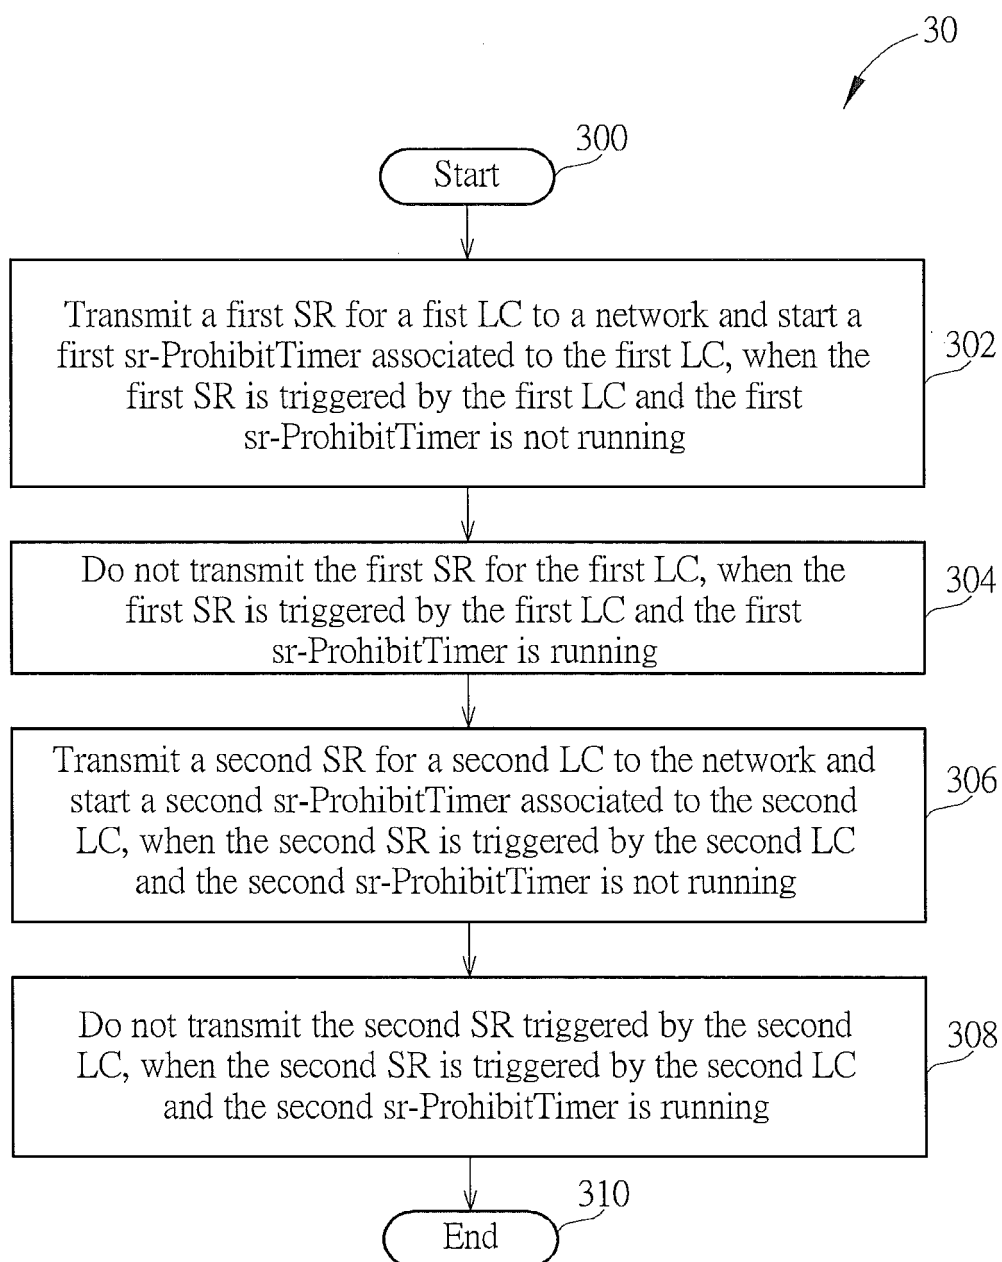 30
300
Start
Transmit a first SR for a fist LC to a network and start a
first sr-ProhibitTimer associated to the first LC, when the
first SR is triggered by the first LC and the first
sr-ProhibitTimer is not running
302
Do not transmit the first SR for the first LC, when the
first SR is triggered by the first LC and the first
sr-ProhibitTimer is running
304
Transmit a second SR for a second LC to the network and
start a second sr-ProhibitTimer associated to the second
LC, when the second SR is triggered by the second LC
and the second sr-ProhibitTimer is not running
306
Do not transmit the second SR triggered by the second
LC, when the second SR is triggered by the second LC
and the second sr-ProhibitTimer is running
308
310
End